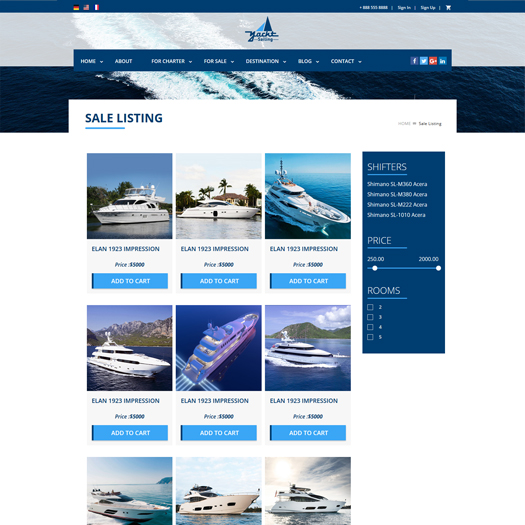 + 888 555 8888 | Sign In | Sign Up |
Yacht
Sailing
HOME ABOUT FOR CHARTER FOR SALE DESTINATION BLOG CONTACT
SALE LISTING
HOME Sale Listing
ELAN 1923 IMPRESSION ELAN 1923 IMPRESSION ELAN 1923 IMPRESSION
Price :$5000 Price :$5000 Price :$5000
ADD TO CART ADD TO CART ADD TO CART
ELAN 1923 IMPRESSION ELAN 1923 IMPRESSION ELAN 1923 IMPRESSION
Price :$5000 Price :$5000 Price :$5000
ADD TO CART ADD TO CART ADD TO CART
SHIFTERS
Shimano SL-M360 Acera
Shimano SL-M380 Acera
Shimano SL-M222 Acera
Shimano SL-1010 Acera
PRICE
250.00 2000.00
ROOMS
2
3
4
5